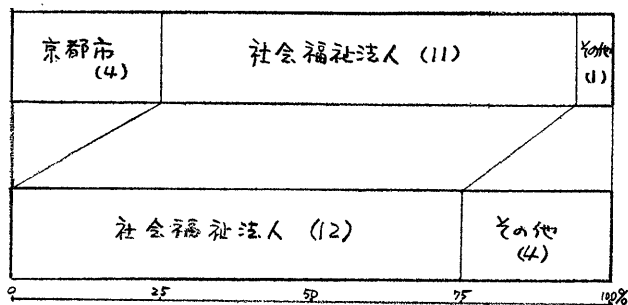 京都市
(4)
社会福祉法人 (11)
その他
(1)
社会福祉法人 (12)
その他
(4)
0 25 50 75 100%